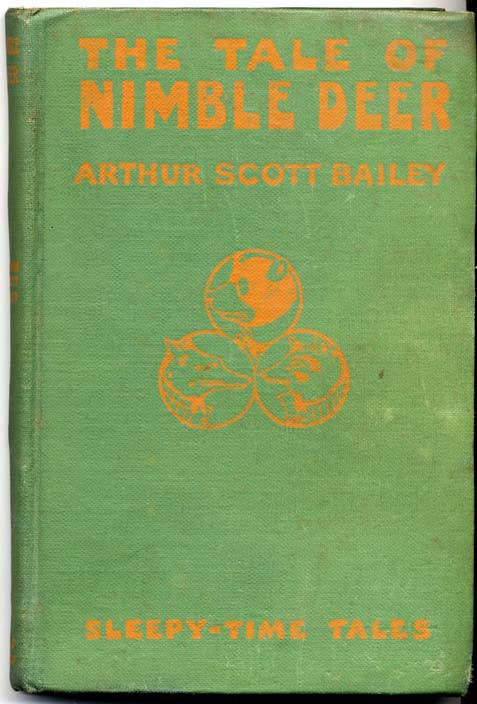 THE TALE OF
NIMBLE DEER
ARTHUR SCOTT BAILEY
SLEEPY-TIME TALES